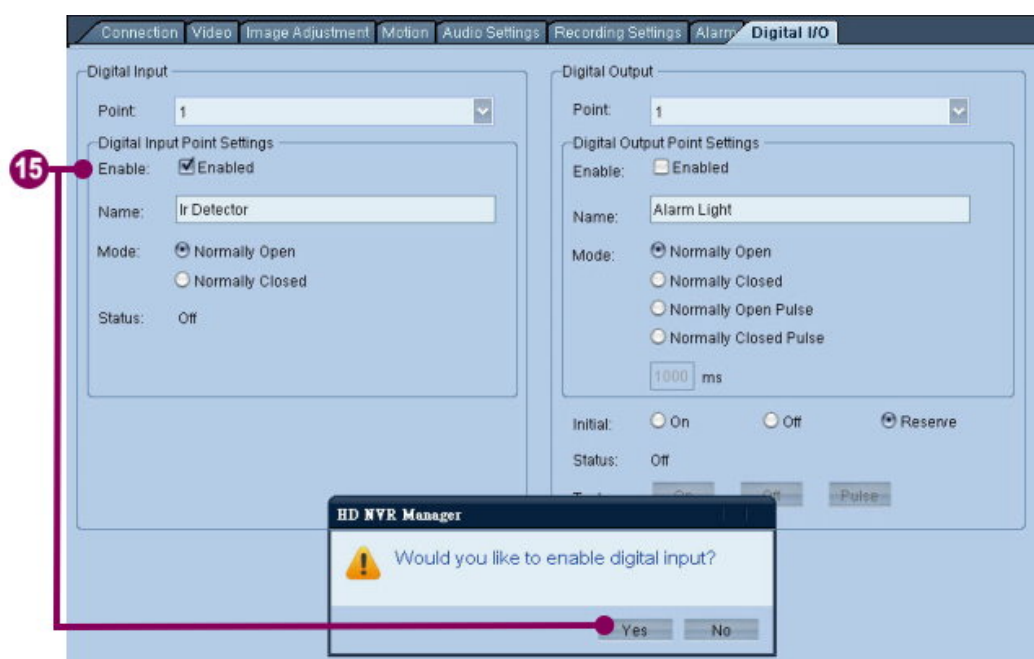 Connection Video Image Adjustment Motion Audio Settings Recording Settings Alarm Digital I/O
Digital Input
Point: 1
Digital Input Point Settings
15
Enable: Enabled
Name: Ir Detector
Mode: Normally Open
Normally Closed
Status: Off
Digital Output
Point: 1
Digital Output Point Settings
Enable: Enabled
Name: Alarm Light
Mode: Normally Open
Normally Closed
Normally Open Pulse
Normally Closed Pulse
1000 ms
Initial: On Off Reserve
Status: Off
On Off Pulse
HD NVR Manager
Would you like to enable digital input?
Yes No